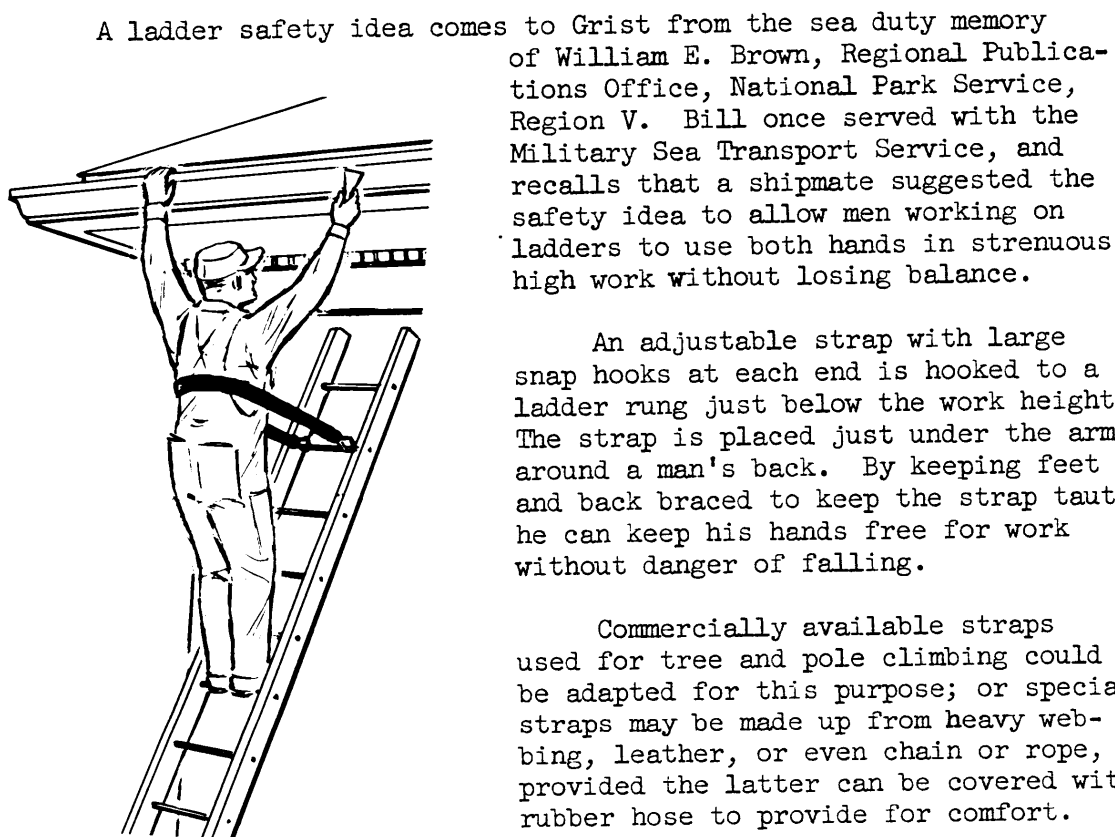 A ladder safety idea comes to Grist from the sea duty memory
of William E. Brown, Regional Publica-
tions Office, National Park Service,
Region V. Bill once served with the
Military Sea Transport Service, and
recalls that a shipmate suggested the
safety idea to allow men working on
ladders to use both hands in strenuous
high work without losing balance.
An adjustable strap with large
snap hooks at each end is hooked to a
ladder rung just below the work height
The strap is placed just under the arm
around a man's back. By keeping feet
and back braced to keep the strap taut
he can keep his hands free for work
without danger of falling.
Commercially available straps
used for tree and pole climbing could
be adapted for this purpose; or specia
straps may be made up from heavy web-
bing, leather, or even chain or rope,
provided the latter can be covered wit
rubber hose to provide for comfort.